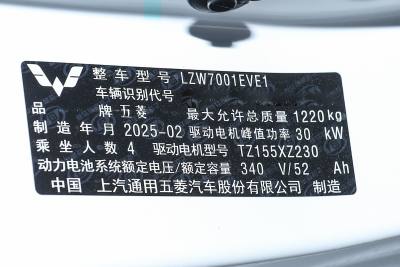 整车型号 LZW7001EVE1
车辆识别代号
品 牌 五菱 最大允许总质量 1220kg
制造年月 2025-02 驱动电机峰值功率 30 kW
乘坐人数 4 驱动电机型号 TZ155XZ230
动力电池系统额定电压/额定容量 340 V/52 Ah
中国 上汽通用五菱汽车股份有限公司 制造